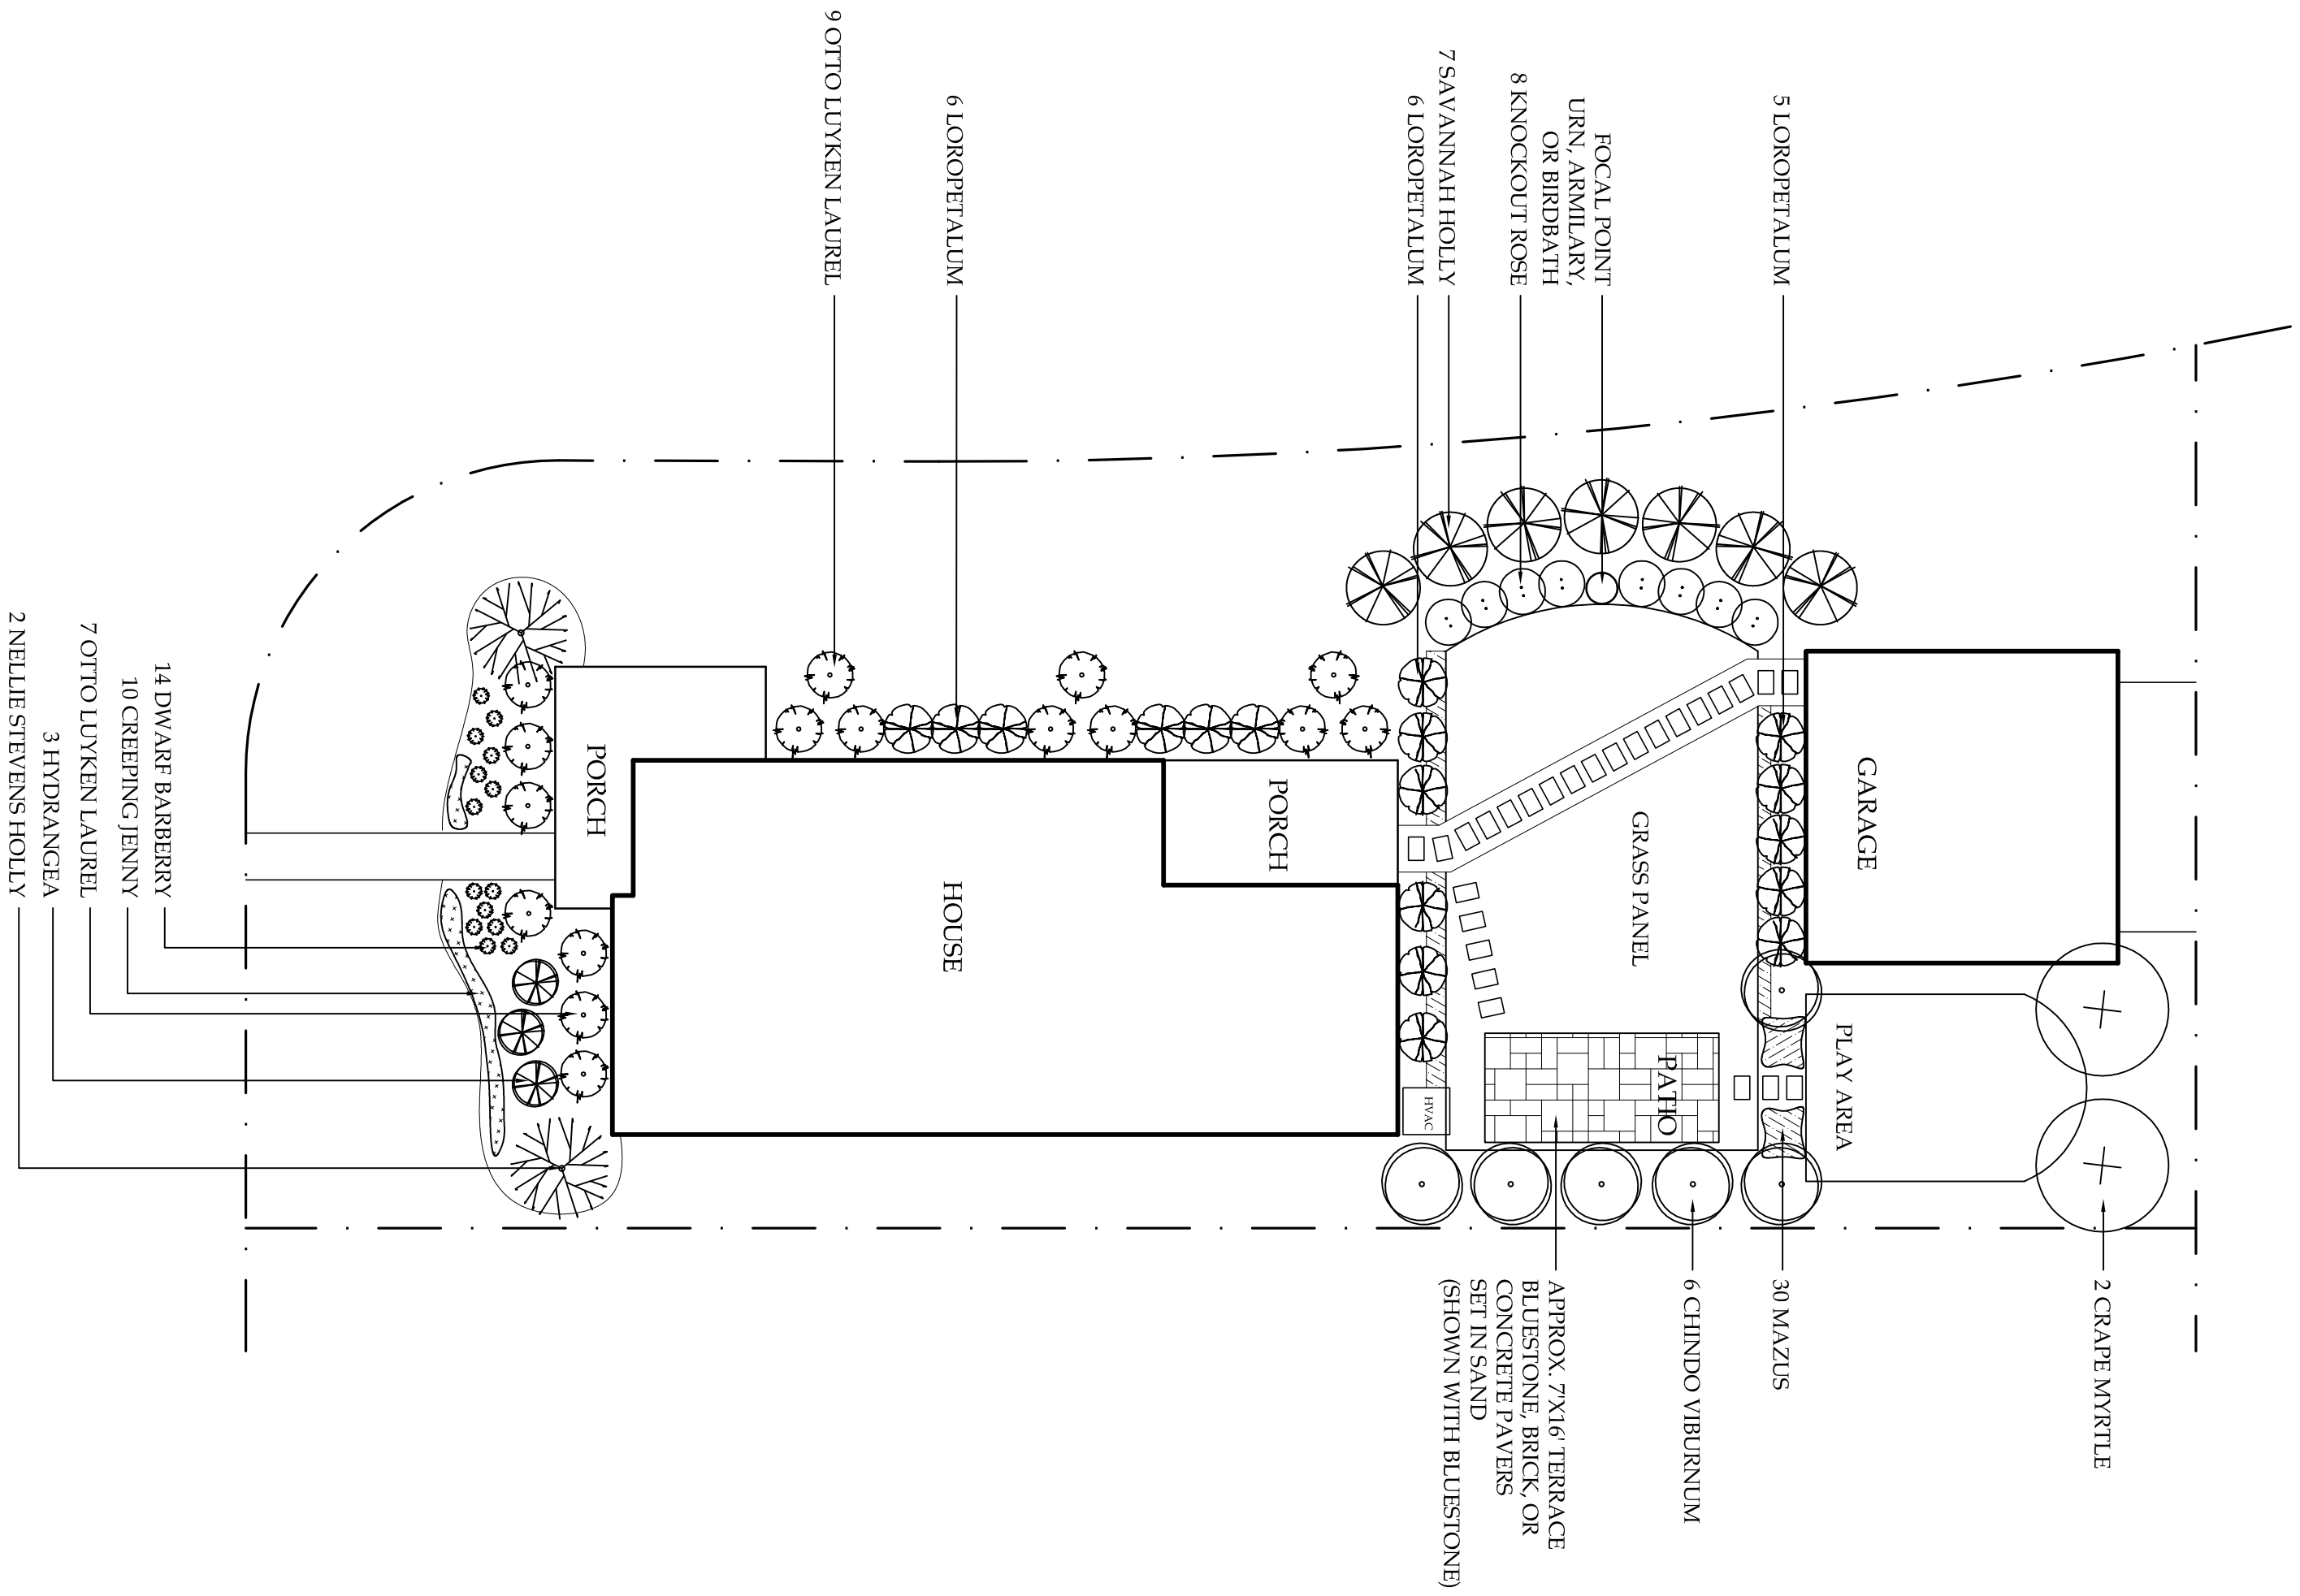 5 LOROPETALUM
FOCAL POINT
URN, ARMILARY,
OR BIRDBATH
8 KNOCKOUT ROSE
7 SAVANNAH HOLLY
6 LOROPETALUM
6 LOROPETALUM
9 OTTO LUYKEN LAUREL
GARAGE
GRASS PANEL
PORCH
HOUSE
PORCH
PLAY AREA
PATIO
HVAC
14 DWARF BARBERRY
10 CREEPING JENNY
7 OTTO LUYKEN LAUREL
3 HYDRANGEA
2 NELLIE STEVENS HOLLY
2 CRAPE MYRTLE
30 MAZUS
6 CHINDO VIBURNUM
APPROX. 7'X16' TERRACE
BLUESTONE, BRICK, OR
CONCRETE PAVERS
SET IN SAND
(SHOWN WITH BLUESTONE)